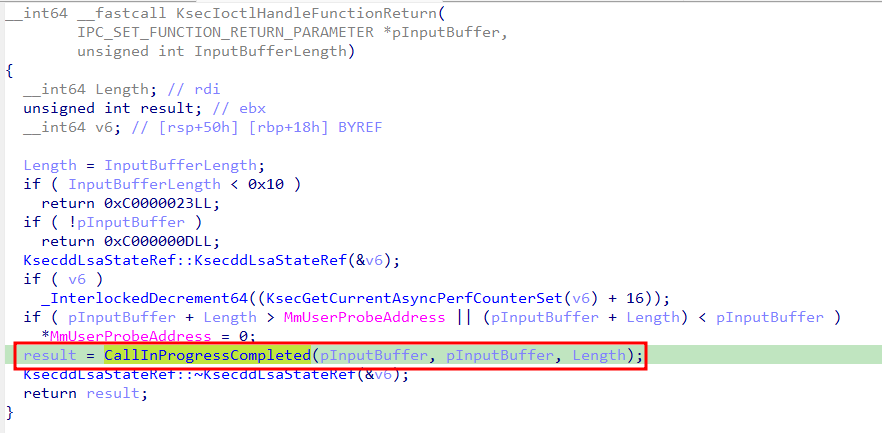 __int64 __fastcall KsecIoctlHandleFunctionReturn(
IPC_SET_FUNCTION_RETURN_PARAMETER *pInputBuffer,
unsigned int InputBufferLength)
{
__int64 Length; // rdi
unsigned int result; // ebx
__int64 v6; // [rsp+50h] [rbp+18h] BYREF
Length = InputBufferLength;
if ( InputBufferLength < 0x10 )
return 0xC0000023LL;
if ( !pInputBuffer )
return 0xC000000DLL;
KsecddLsaStateRef::KsecddLsaStateRef(&v6);
if ( v6 )
_InterlockedDecrement64((KsecGetCurrentAsyncPerfCounterSet(v6) + 16));
if ( pInputBuffer + Length > MmUserProbeAddress || (pInputBuffer + Length) < pInputBuffer )
*MmUserProbeAddress = 0;
result = CallInProgressCompleted(pInputBuffer, pInputBuffer, Length);
KsecddLsaStateRef::~KsecddLsaStateRef(&v6);
return result;
}